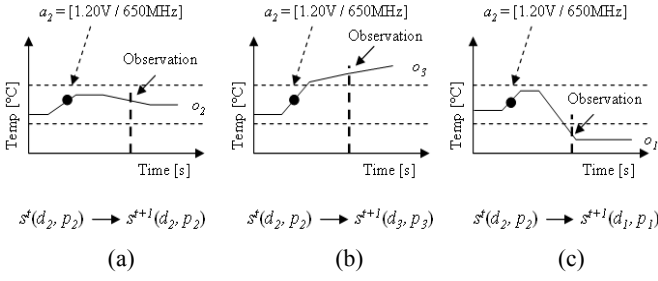 a₂ = [1.20V / 650MHz]
Observation
Temp [°C]
o₂
Time [s]
sᵗ(d₂, p₂) → sᵗ⁺¹(d₂, p₂)
(a)
a₂ = [1.20V / 650MHz]
Observation
Temp [°C]
o₃
Time [s]
sᵗ(d₂, p₂) → sᵗ⁺¹(d₃, p₃)
(b)
a₂ = [1.20V / 650MHz]
Observation
Temp [°C]
o₁
Time [s]
sᵗ(d₂, p₂) → sᵗ⁺¹(d₁, p₁)
(c)